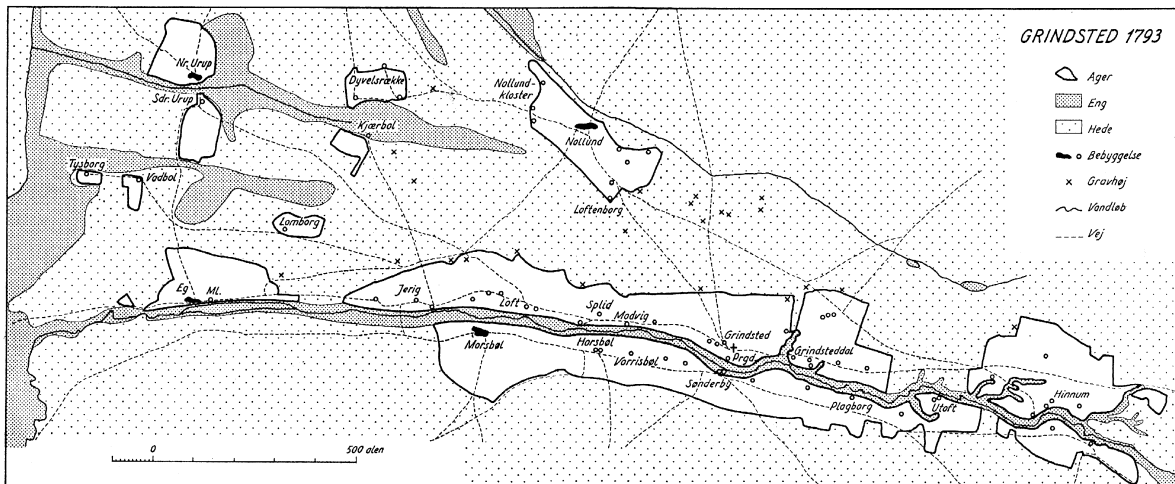 GRINDSTED 1793
Ager
Eng
Hede
Bebyggelse
Gravhøj
Vandløb
Vej
Nr. Urup
Sdr. Urup
Dyvelsrække
Kjærbøl
Nollund-
kloster
Nollund
Loftenborg
Tysborg
Vadbøl
Lomborg
Eg
Ml.
Jerig
Loft
Splid
Modvig
Grindsted
Prgd.
Grindsteddal
Morsbøl
Horsbøl
Vorrisbøl
Sønderby
Plagborg
Utoft
Hinnum
0
500 alen